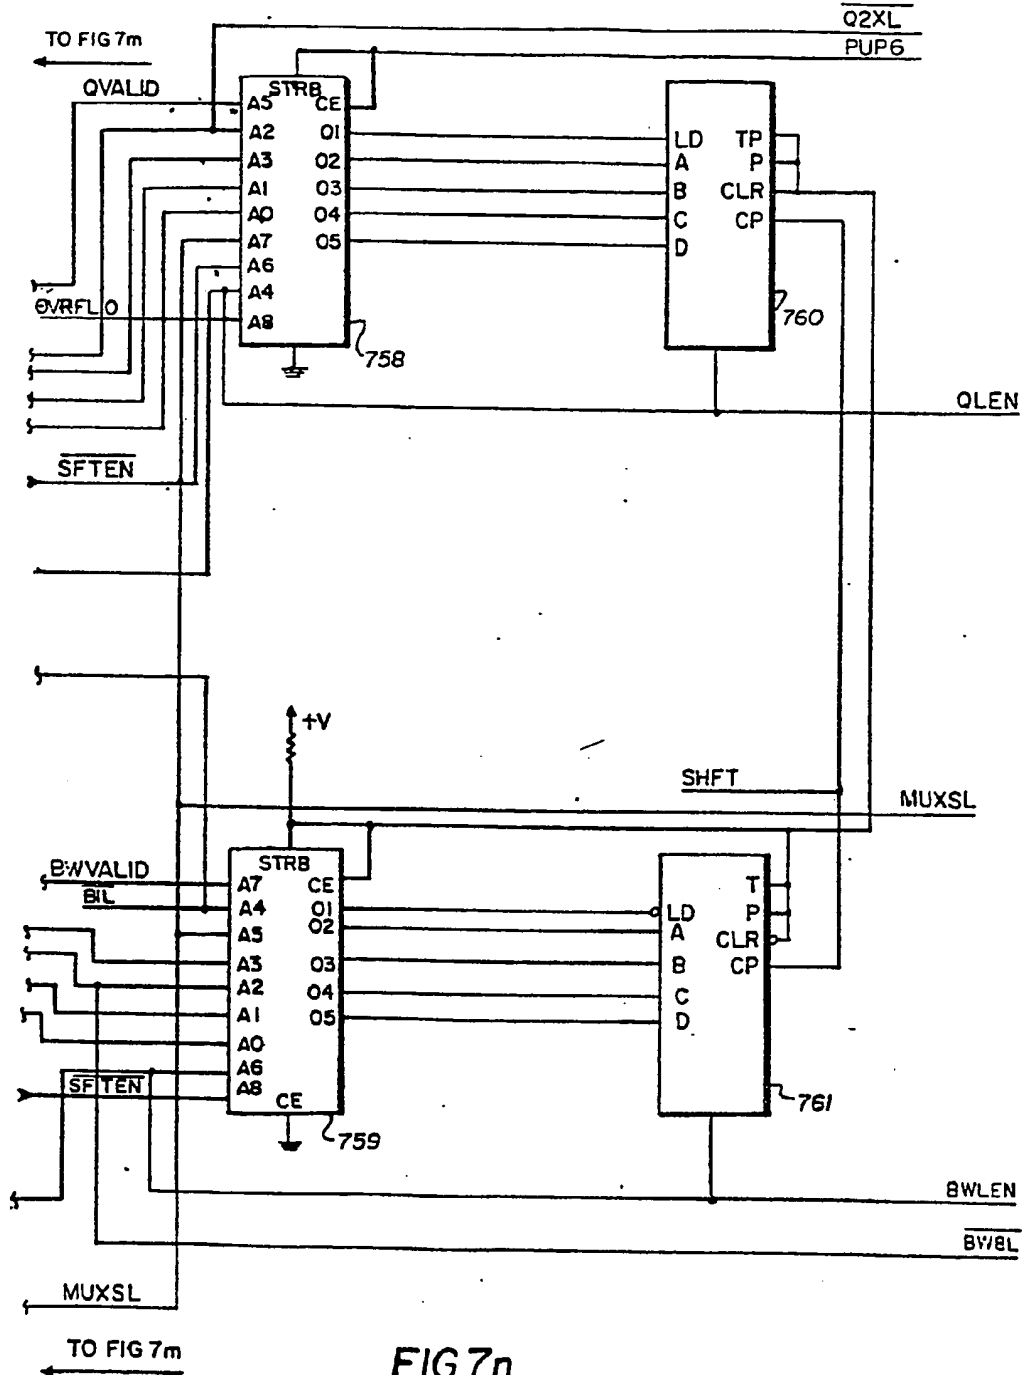 Q2XL
TO FIG 7m
PUP6
QVALID
STRB
A5 CE
A2 O1
A3 O2
A1 O3
A0 O4
A7 O5
A6
A4
A8
LD TP
A P
B CLR
C CP
D
OVRFLO
758
760
QLEN
SFTEN
+V
SHFT
MUXSL
BWVALID
BIL
STRB
A7 CE
A4 O1
A5 O2
A3 O3
A2 O4
A1 O5
A0
A6
A8
CE
T
LD P
A CLR
B CP
C
D
SFTEN
759
761
BWLEN
BW8L
MUXSL
TO FIG 7m
FIG 7n